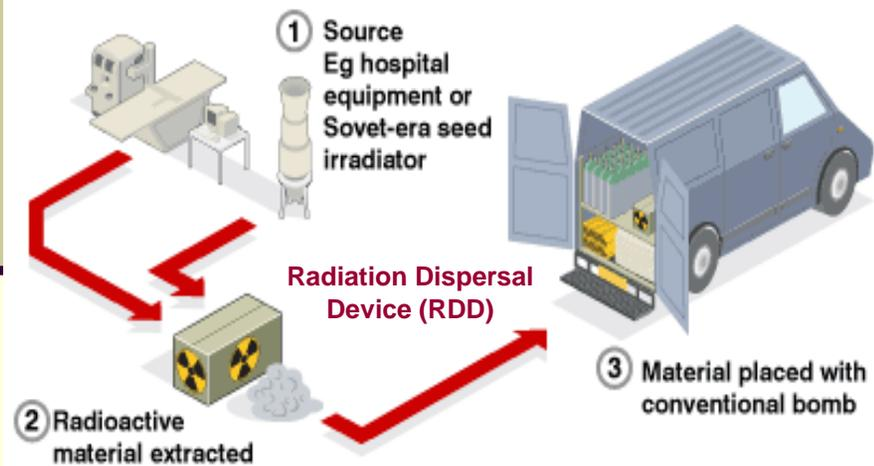 1 Source
Eg hospital
equipment or
Sovet-era seed
irradiator
Radiation Dispersal
Device (RDD)
2 Radioactive
material extracted
3 Material placed with
conventional bomb